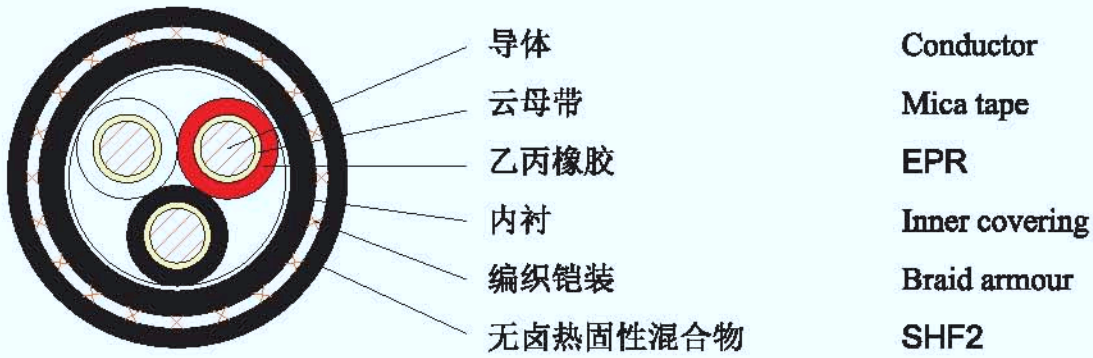 导体 Conductor
云母带 Mica tape
乙丙橡胶 EPR
内衬 Inner covering
编织铠装 Braid armour
无卤热固性混合物 SHF2